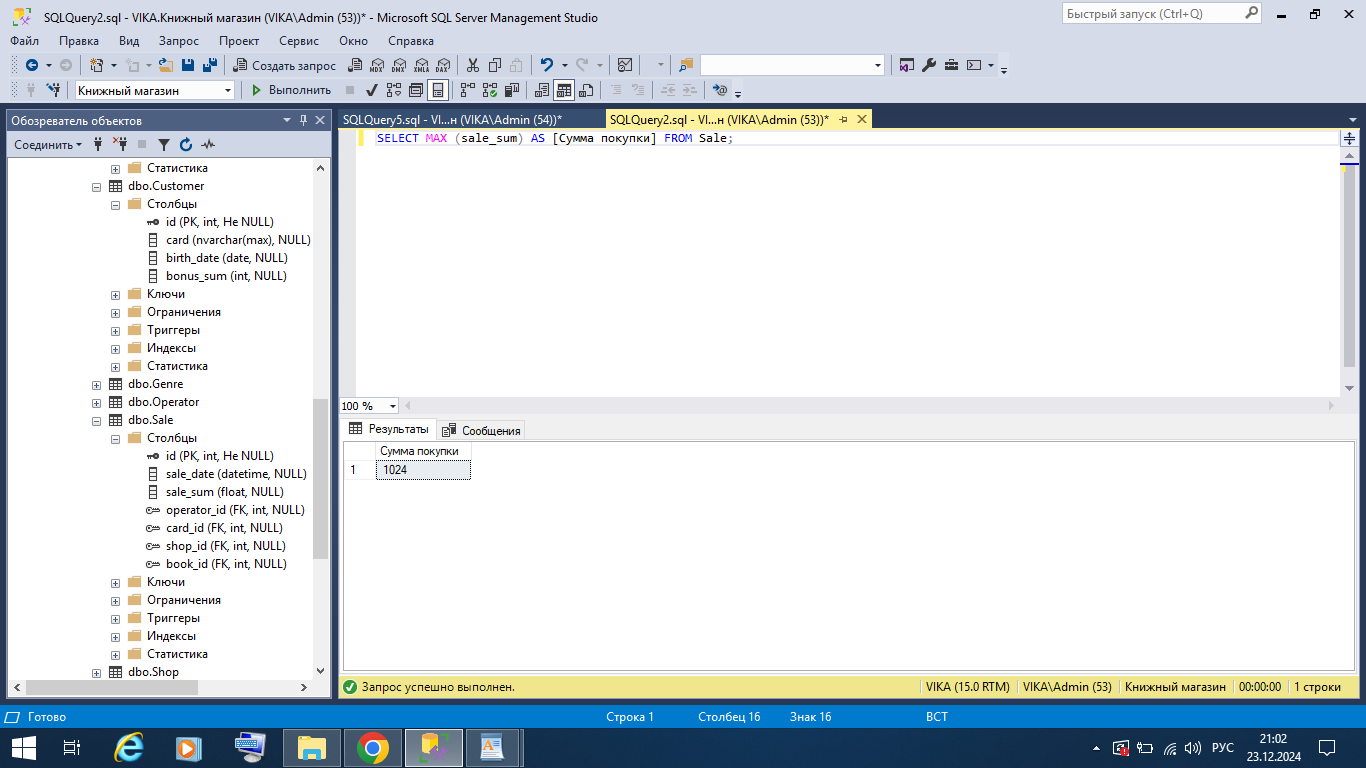 SQLQuery2.sql - VIKA.Книжный магазин (VIKA\Admin (53))* - Microsoft SQL Server Management Studio
Быстрый запуск (Ctrl+Q)
Файл Правка Вид Запрос Проект Сервис Окно Справка
Создать запрос
MDX DMX XMLA DAX
Книжный магазин
Выполнить
Обозреватель объектов
Соединить
Статистика
dbo.Customer
Столбцы
id (PK, int, Не NULL)
card (nvarchar(max), NULL)
birth_date (date, NULL)
bonus_sum (int, NULL)
Ключи
Ограничения
Триггеры
Индексы
Статистика
dbo.Genre
dbo.Operator
dbo.Sale
Столбцы
id (PK, int, Не NULL)
sale_date (datetime, NULL)
sale_sum (float, NULL)
operator_id (FK, int, NULL)
card_id (FK, int, NULL)
shop_id (FK, int, NULL)
book_id (FK, int, NULL)
Ключи
Ограничения
Триггеры
Индексы
Статистика
dbo.Shop
SQLQuery5.sql - VI...н (VIKA\Admin (54))*
SQLQuery2.sql - VI...н (VIKA\Admin (53))*
SELECT MAX (sale_sum) AS [Сумма покупки] FROM Sale;
100 %
Результаты Сообщения
Сумма покупки
1 1024
Запрос успешно выполнен.
VIKA (15.0 RTM) VIKA\Admin (53) Книжный магазин 00:00:00 1 строки
Готово Строка 1 Столбец 16 Знак 16 ВСТ
РУС
21:02
23.12.2024